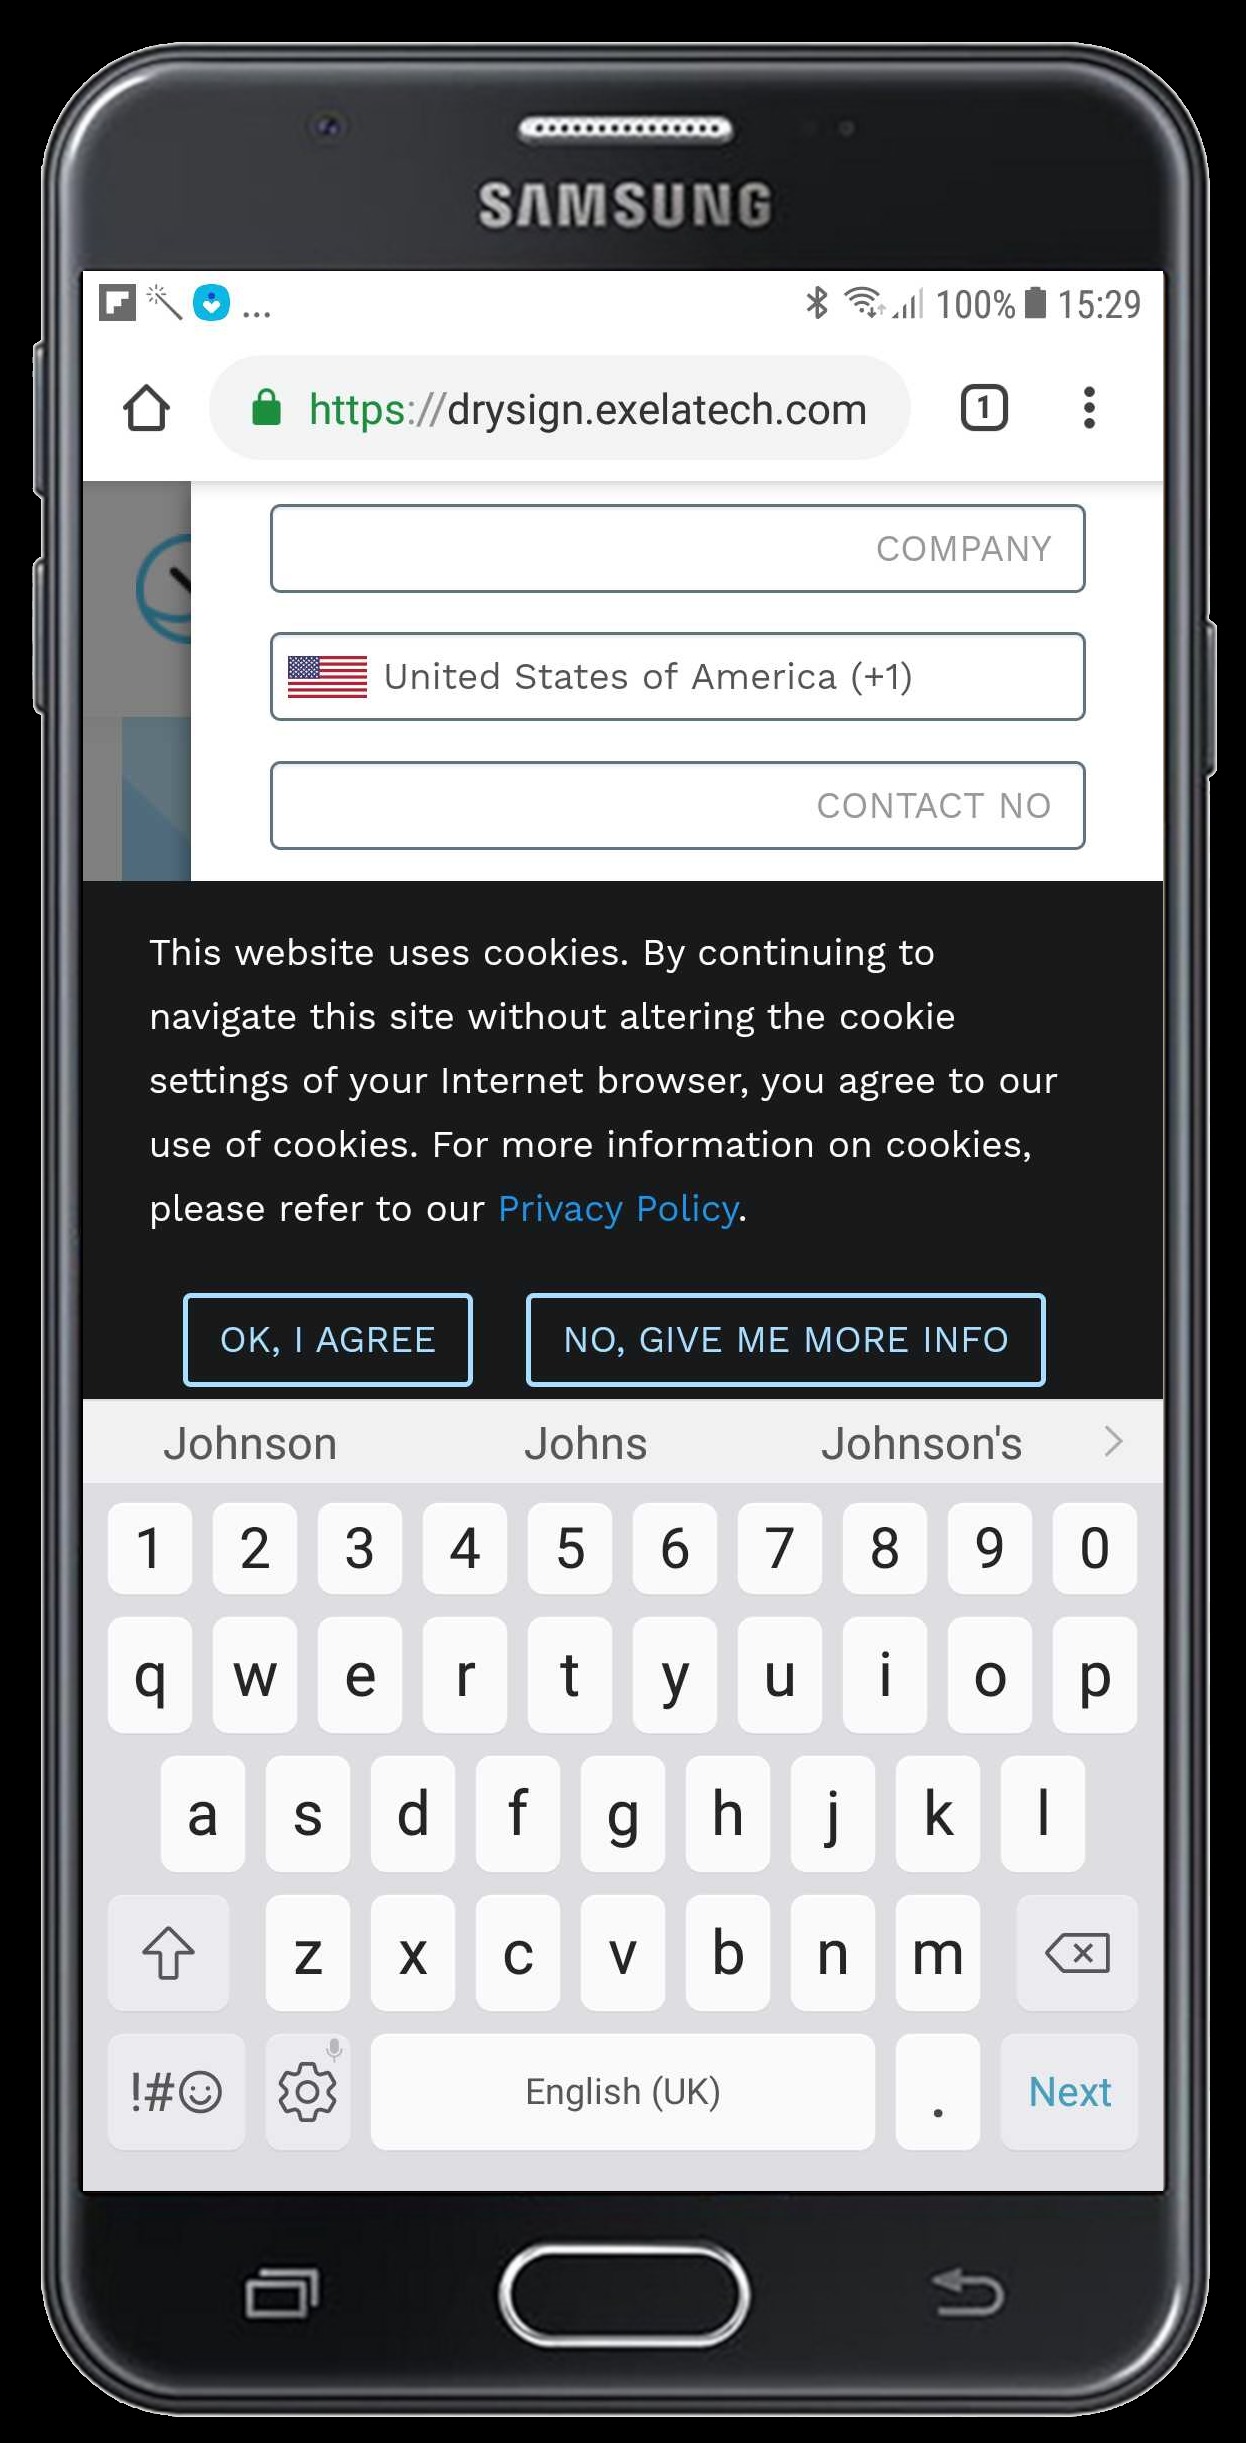 SAMSUNG
... 100% 15:29
https://drysign.exelatech.com 1
COMPANY
United States of America (+1)
CONTACT NO
This website uses cookies. By continuing to
navigate this site without altering the cookie
settings of your Internet browser, you agree to our
use of cookies. For more information on cookies,
please refer to our Privacy Policy.
OK, I AGREE NO, GIVE ME MORE INFO
Johnson Johns Johnson's
1 2 3 4 5 6 7 8 9 0
q w e r t y u i o p
a s d f g h j k l
z x c v b n m
!#☺ English (UK) . Next